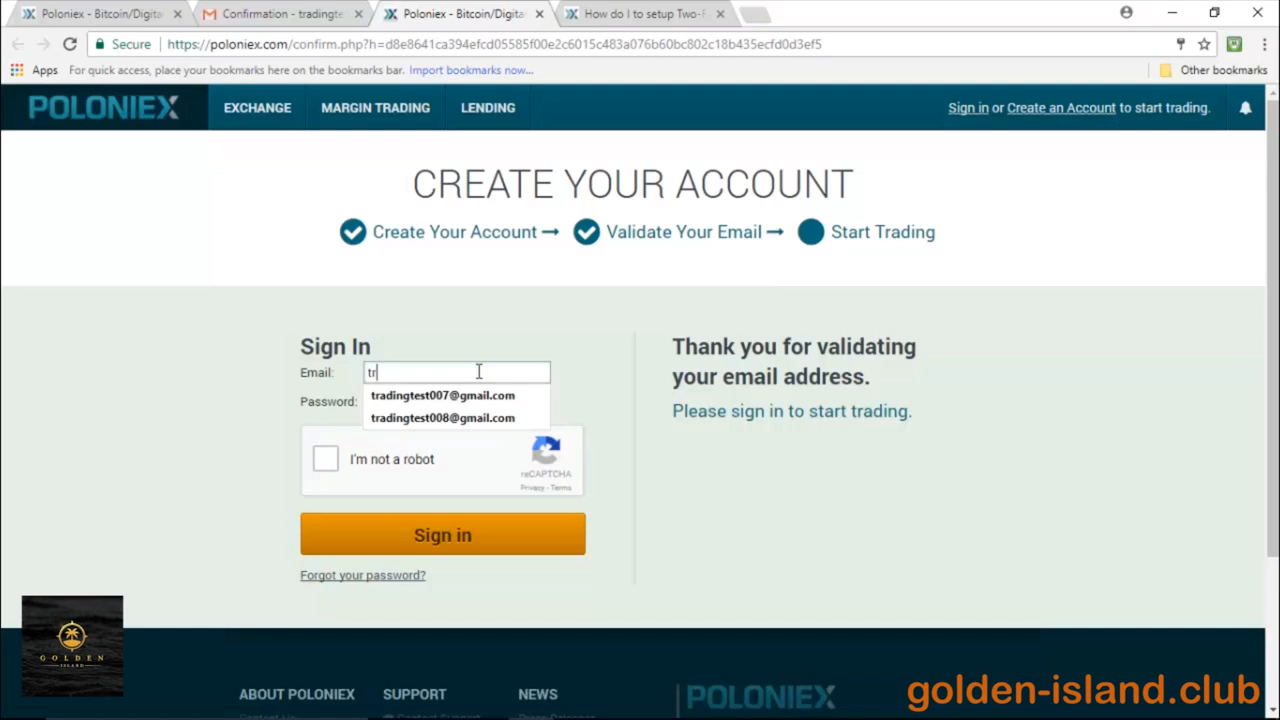 Poloniex - Bitcoin/Digita
Confirmation - tradingte
Poloniex - Bitcoin/Digita
How do I to setup Two-F
Secure
https://poloniex.com/confirm.php?h=d8e8641ca394efcd05585f00e2c6015c483a076b60bc802c18b435ecfd0d3ef5
Apps
For quick access, place your bookmarks here on the bookmarks bar. Import bookmarks now...
Other bookmarks
POLONIEX
EXCHANGE
MARGIN TRADING
LENDING
Sign in or Create an Account to start trading.
CREATE YOUR ACCOUNT
Create Your Account
Validate Your Email
Start Trading
Sign In
Email:
tr
tradingtest007@gmail.com
tradingtest008@gmail.com
Password:
I'm not a robot
reCAPTCHA
Privacy - Terms
Sign in
Forgot your password?
Thank you for validating
your email address.
Please sign in to start trading.
GOLDEN
ISLAND
ABOUT POLONIEX
SUPPORT
NEWS
POLONIEX
golden-island.club